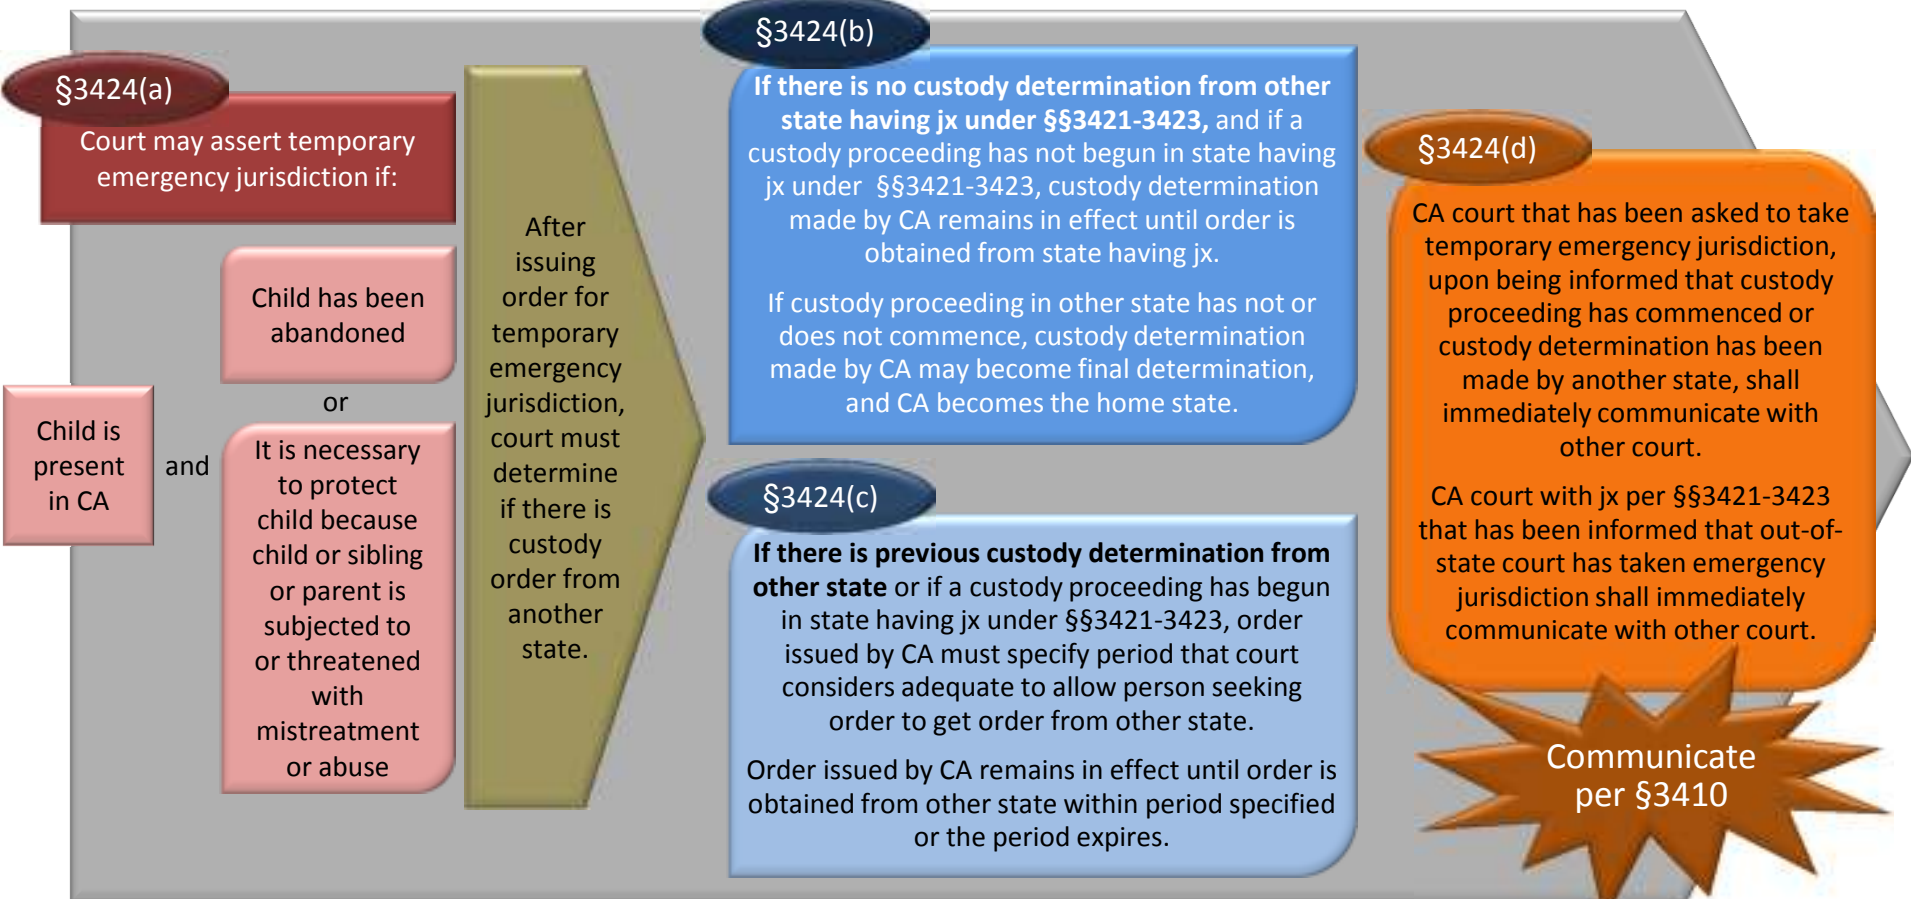 §3424(a)
Court may assert temporary
emergency jurisdiction if:
Child is
present
in CA
and
Child has been
abandoned
or
It is necessary
to protect
child because
child or sibling
or parent is
subjected to
or threatened
with
mistreatment
or abuse
After
issuing
order for
temporary
emergency
jurisdiction,
court must
determine
if there is
custody
order from
another
state.
§3424(b)
If there is no custody determination from other
state having jx under §§3421-3423, and if a
custody proceeding has not begun in state having
jx under §§3421-3423, custody determination
made by CA remains in effect until order is
obtained from state having jx.
If custody proceeding in other state has not or
does not commence, custody determination
made by CA may become final determination,
and CA becomes the home state.
§3424(c)
If there is previous custody determination from
other state or if a custody proceeding has begun
in state having jx under §§3421-3423, order
issued by CA must specify period that court
considers adequate to allow person seeking
order to get order from other state.
Order issued by CA remains in effect until order is
obtained from other state within period specified
or the period expires.
§3424(d)
CA court that has been asked to take
temporary emergency jurisdiction,
upon being informed that custody
proceeding has commenced or
custody determination has been
made by another state, shall
immediately communicate with
other court.
CA court with jx per §§3421-3423
that has been informed that out-of-
state court has taken emergency
jurisdiction shall immediately
communicate with other court.
Communicate
per §3410